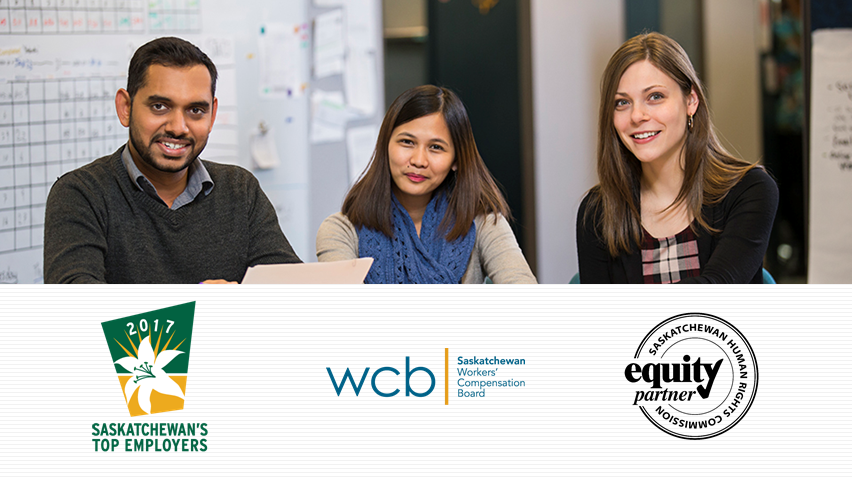 2017
SASKATCHEWAN'S
TOP EMPLOYERS
wcb
Saskatchewan
Workers'
Compensation
Board
SASKATCHEWAN HUMAN RIGHTS COMMISSION
equity
partner